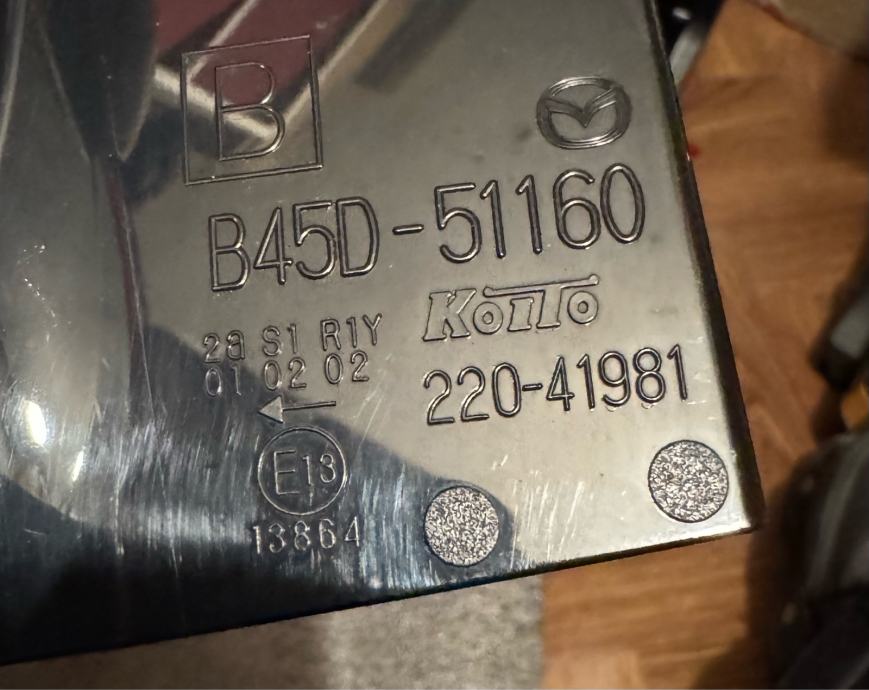 B
B45D-51160
KoiTo
2a S1 R1Y
01 02 02
220-41981
E13
13864